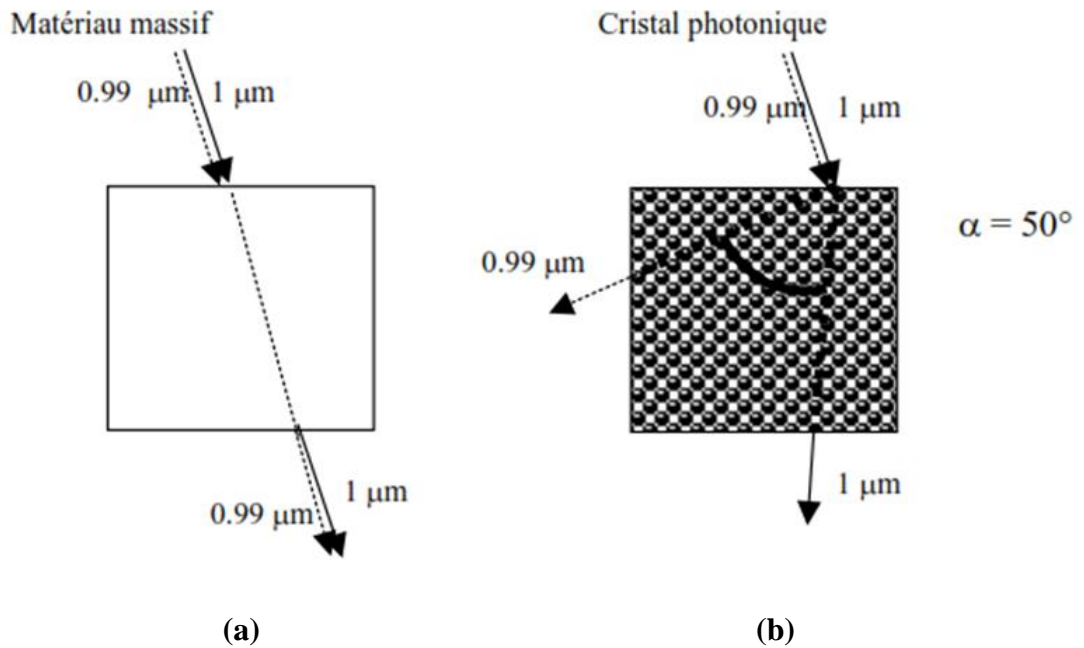 Matériau massif
0.99 μm
1 μm
0.99 μm
1 μm
(a)
Cristal photonique
0.99 μm
1 μm
α = 50°
0.99 μm
1 μm
(b)